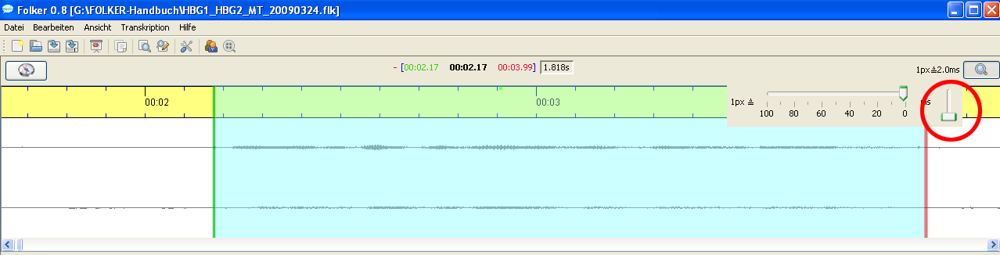 Folker 0.8 [G:\FOLKER-Handbuch\HBG1_HBG2_MT_20090324.flk]
Datei Bearbeiten Ansicht Transkription Hilfe
- [00:02.17 00:02.17 00:03.99] 1.818s 1px≙2.0ms
00:02 00:03 1px ≙ ms
100 80 60 40 20 0